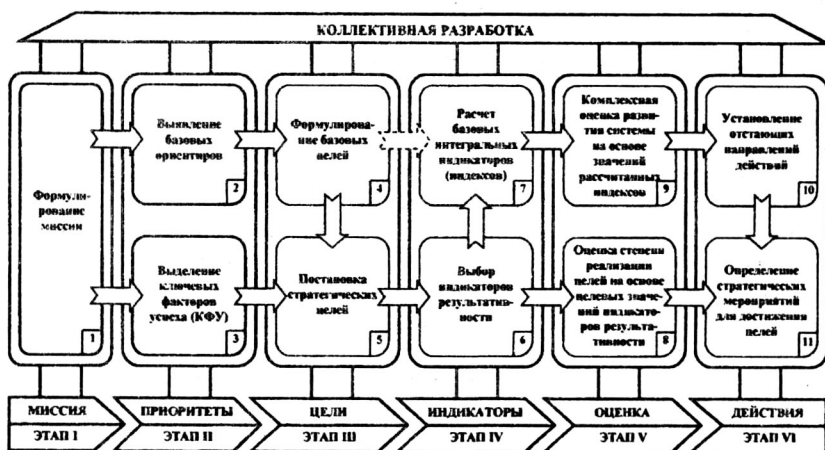 КОЛЛЕКТИВНАЯ РАЗРАБОТКА
Формули-
рование
миссии
1
Выявление
базовых
ориентиров
2
Выделение
ключевых
факторов
успеха (КФУ)
3
Формулирова-
ние базовых
целей
4
Постановка
стратегических
целей
5
Расчет
базовых
интегральных
индикаторов
(индексов)
7
Выбор
индикаторов
результатив-
ности
6
Комплексная
оценка разви-
тия системы
на основе
значений
рассчитанных
индексов
9
Оценка степени
реализации
целей на основе
целевых значе-
ний индикато-
ров результа-
тивности
8
Установление
отстающих
направлений
действий
10
Определение
стратегических
мероприятий
для достижения
целей
11
МИССИЯ
ПРИОРИТЕТЫ
ЦЕЛИ
ИНДИКАТОРЫ
ОЦЕНКА
ДЕЙСТВИЯ
ЭТАП I
ЭТАП II
ЭТАП III
ЭТАП IV
ЭТАП V
ЭТАП VI